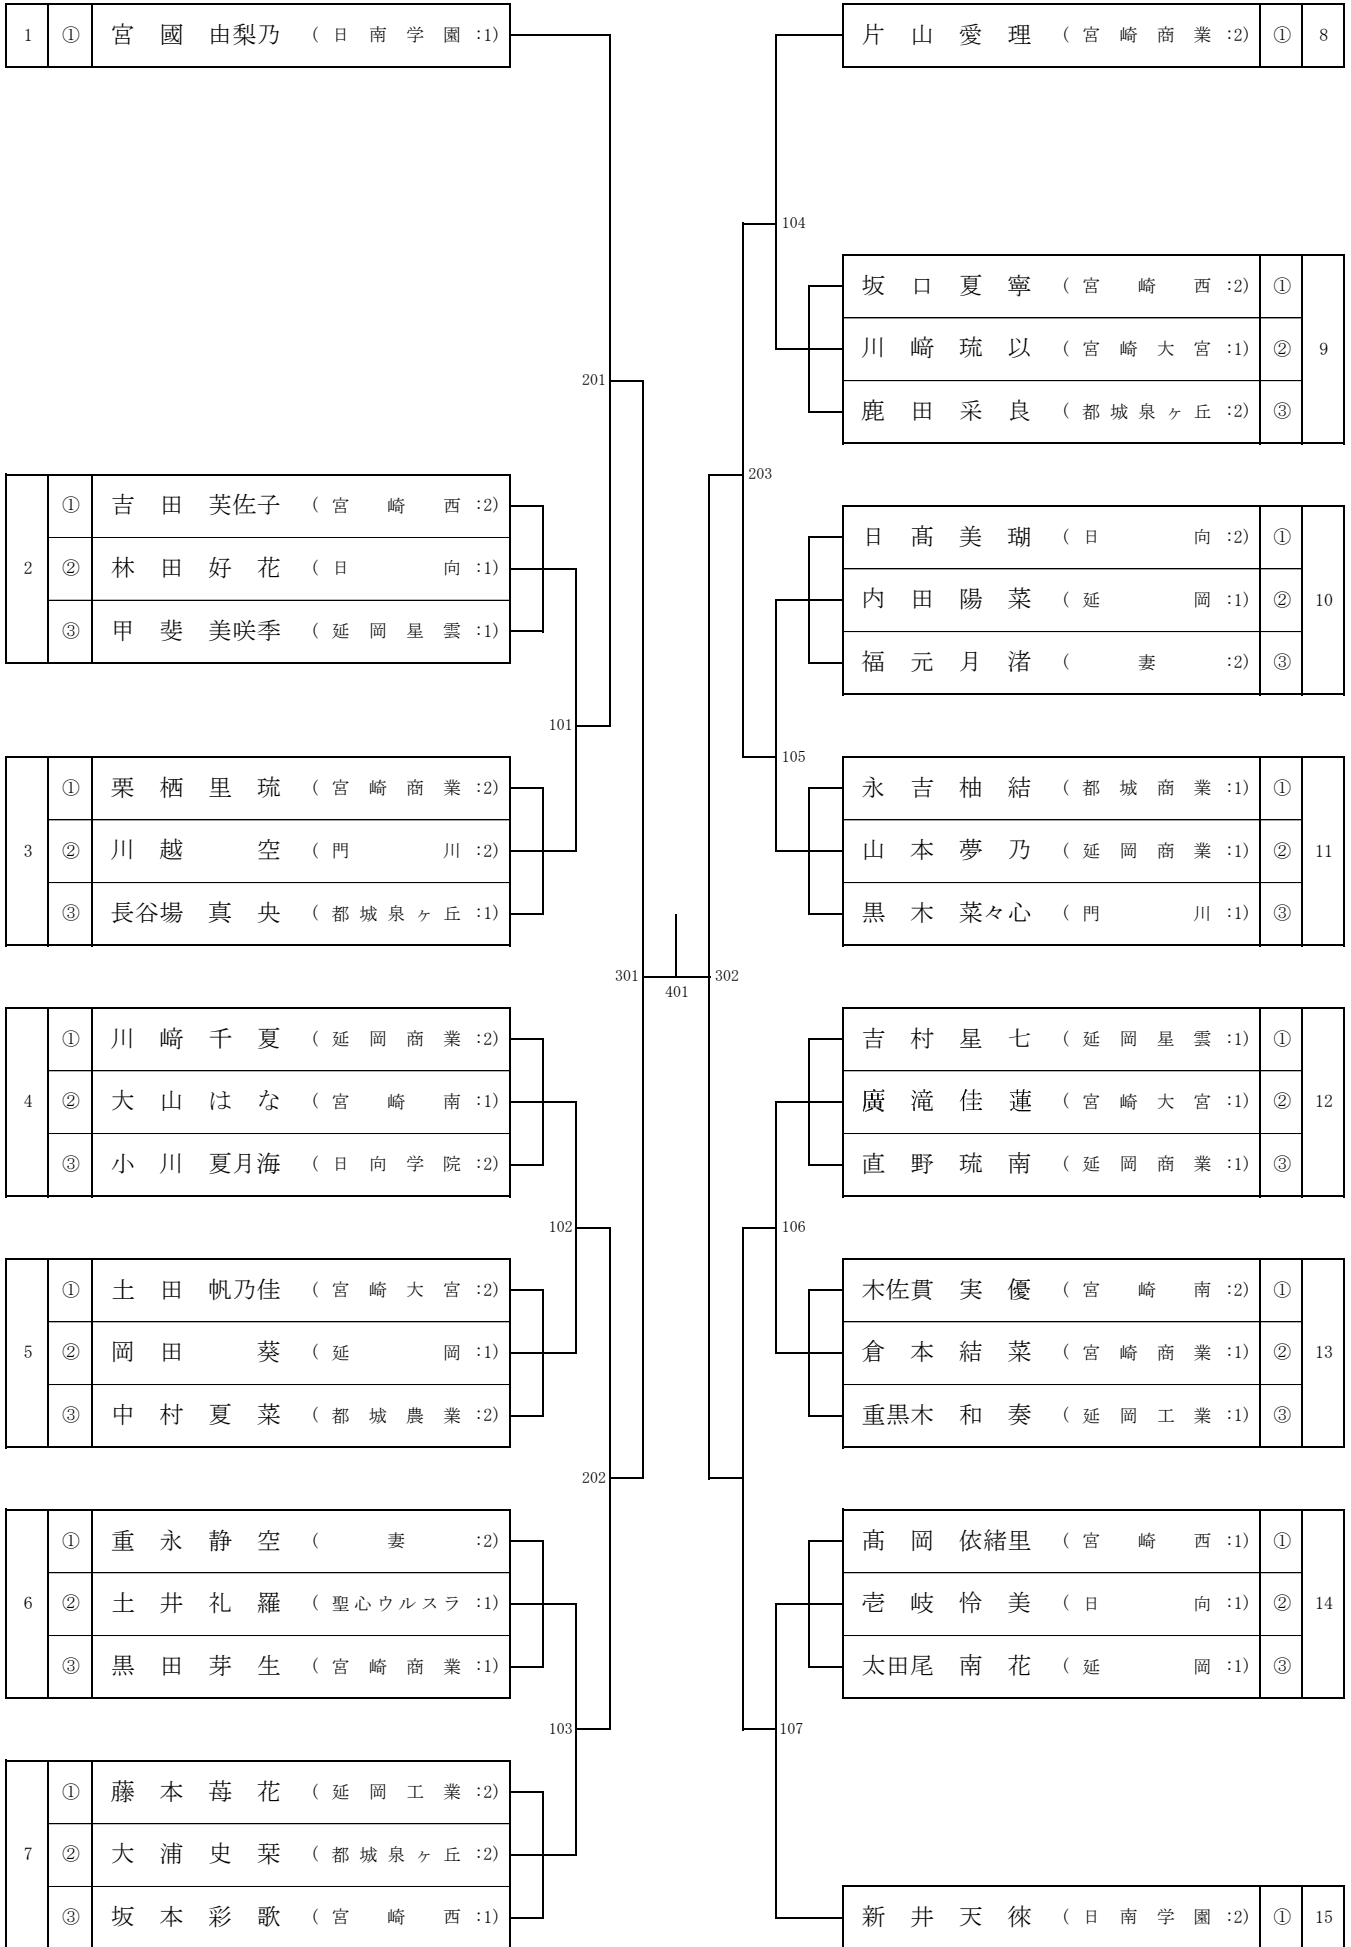 1 ① 宮國 由梨乃 (日南学園:1)
201
2
① 吉田 芙佐子 (宮崎西:2)
② 林田 好花 (日向:1)
③ 甲斐 美咲季 (延岡星雲:1)
101
3
① 栗栖 里琉 (宮崎商業:2)
② 川越 空 (門川:2)
③ 長谷場 真央 (都城泉ヶ丘:1)
301
401
302
4
① 川﨑 千夏 (延岡商業:2)
② 大山 はな (宮崎南:1)
③ 小川 夏月海 (日向学院:2)
102
5
① 土田 帆乃佳 (宮崎大宮:2)
② 岡田 葵 (延岡:1)
③ 中村 夏菜 (都城農業:2)
202
6
① 重永 静空 (妻:2)
② 土井 礼羅 (聖心ウルスラ:1)
③ 黒田 芽生 (宮崎商業:1)
103
7
① 藤本 苺花 (延岡工業:2)
② 大浦 史栞 (都城泉ヶ丘:2)
③ 坂本 彩歌 (宮崎西:1)
片山 愛理 (宮崎商業:2) ① 8
104
坂口 夏寧 (宮崎西:2) ①
川﨑 琉以 (宮崎大宮:1) ②
鹿田 采良 (都城泉ヶ丘:2) ③
9
203
日髙 美瑚 (日向:2) ①
内田 陽菜 (延岡:1) ②
福元 月渚 (妻:2) ③
10
105
永吉 柚結 (都城商業:1) ①
山本 夢乃 (延岡商業:1) ②
黒木 菜々心 (門川:1) ③
11
吉村 星七 (延岡星雲:1) ①
廣滝 佳蓮 (宮崎大宮:1) ②
直野 琉南 (延岡商業:1) ③
12
106
木佐貫 実優 (宮崎南:2) ①
倉本 結菜 (宮崎商業:1) ②
重黒木 和奏 (延岡工業:1) ③
13
髙岡 依緒里 (宮崎西:1) ①
壱岐 怜美 (日向:1) ②
太田尾 南花 (延岡:1) ③
14
107
新井 天徠 (日南学園:2) ① 15